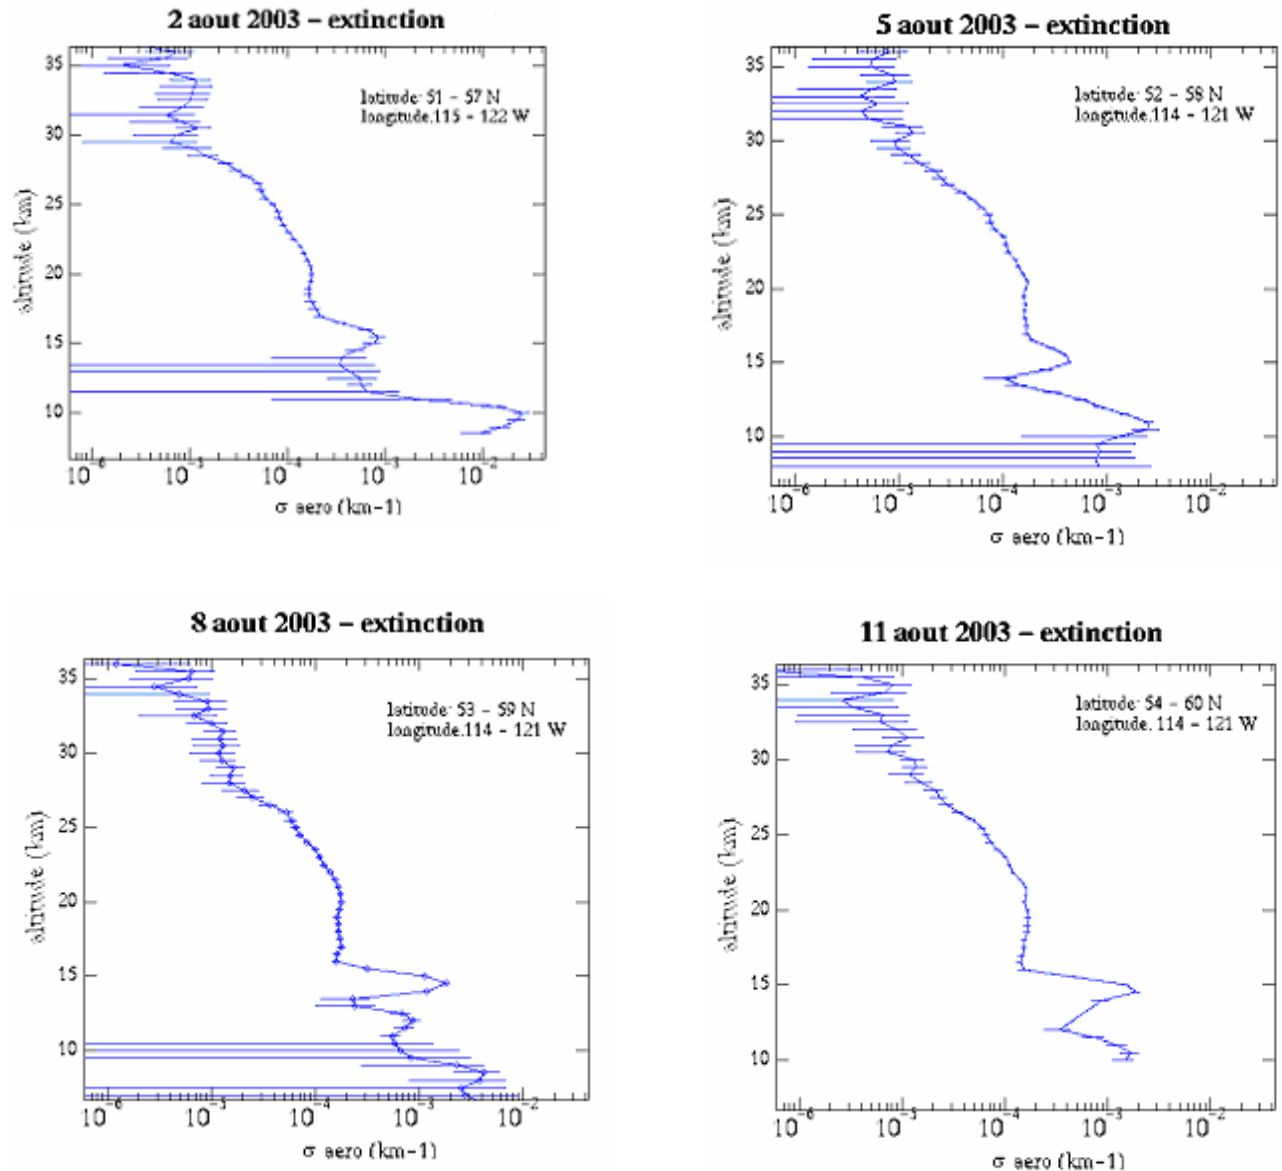 2 aout 2003 – extinction
35
30
25
20
15
10
altitude (km)
latitude: 51 – 57 N
longitude.115 – 122 W
10⁻⁶ 10⁻⁵ 10⁻⁴ 10⁻³ 10⁻²
σ aero (km–1)
5 aout 2003 – extinction
35
30
25
20
15
10
altitude (km)
latitude: 52 – 58 N
longitude.114 – 121 W
10⁻⁶ 10⁻⁵ 10⁻⁴ 10⁻³ 10⁻²
σ aero (km–1)
8 aout 2003 – extinction
35
30
25
20
15
10
altitude (km)
latitude: 53 – 59 N
longitude.114 – 121 W
10⁻⁶ 10⁻⁵ 10⁻⁴ 10⁻³ 10⁻²
σ aero (km–1)
11 aout 2003 – extinction
35
30
25
20
15
10
altitude (km)
latitude: 54 – 60 N
longitude.114 – 121 W
10⁻⁶ 10⁻⁵ 10⁻⁴ 10⁻³ 10⁻²
σ aero (km–1)